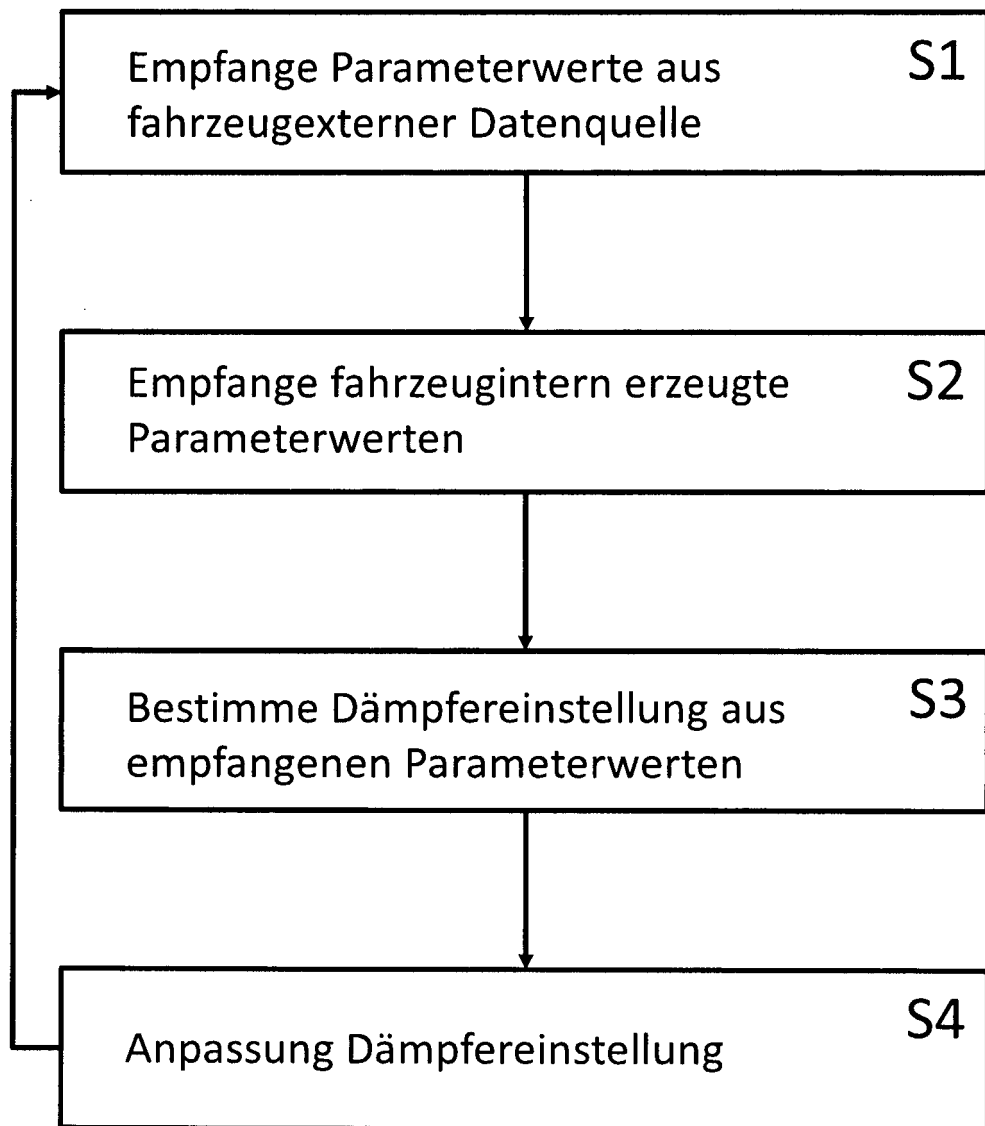 Empfange Parameterwerte aus S1
fahrzeugexterner Datenquelle
Empfange fahrzeugintern erzeugte S2
Parameterwerten
Bestimme Dämpfereinstellung aus S3
empfangenen Parameterwerten
Anpassung Dämpfereinstellung S4